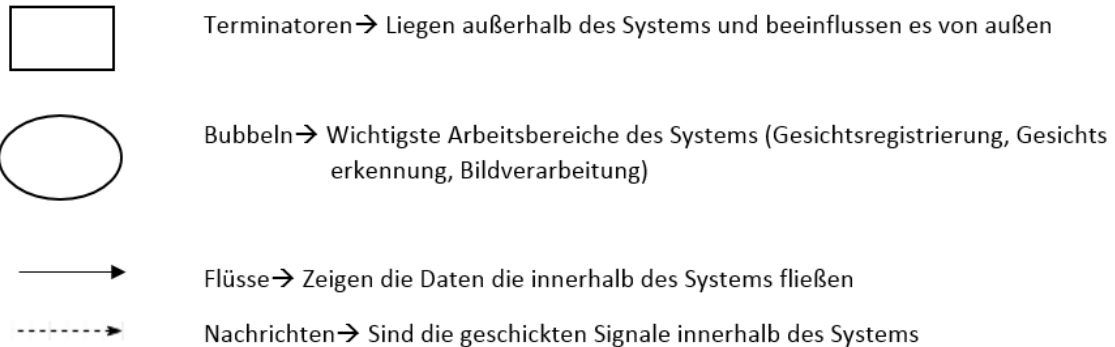 Terminatoren→ Liegen außerhalb des Systems und beeinflussen es von außen
Bubbeln→ Wichtigste Arbeitsbereiche des Systems (Gesichtsregistrierung, Gesichts
erkennung, Bildverarbeitung)
Flüsse→ Zeigen die Daten die innerhalb des Systems fließen
Nachrichten→ Sind die geschickten Signale innerhalb des Systems